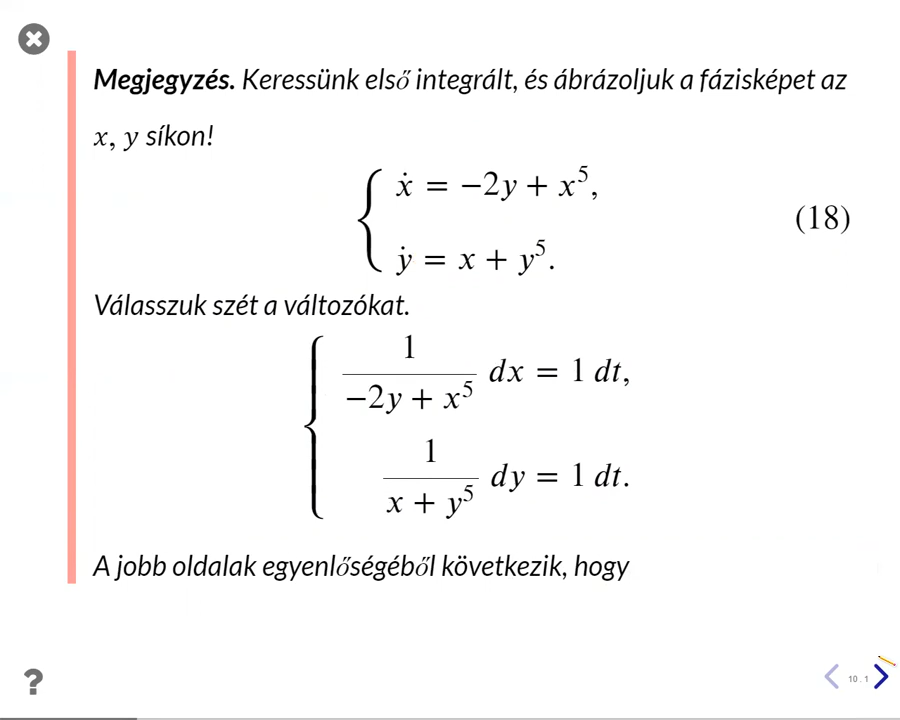 Megjegyzés. Keressünk első integrált, és ábrázoljuk a fázisképet az
x, y síkon!
{ ẋ = −2y + x⁵,
ẏ = x + y⁵.
(18)
Válasszuk szét a változókat.
{ 1/(−2y + x⁵) dx = 1 dt,
1/(x + y⁵) dy = 1 dt.
A jobb oldalak egyenlőségéből következik, hogy
?
10 . 1